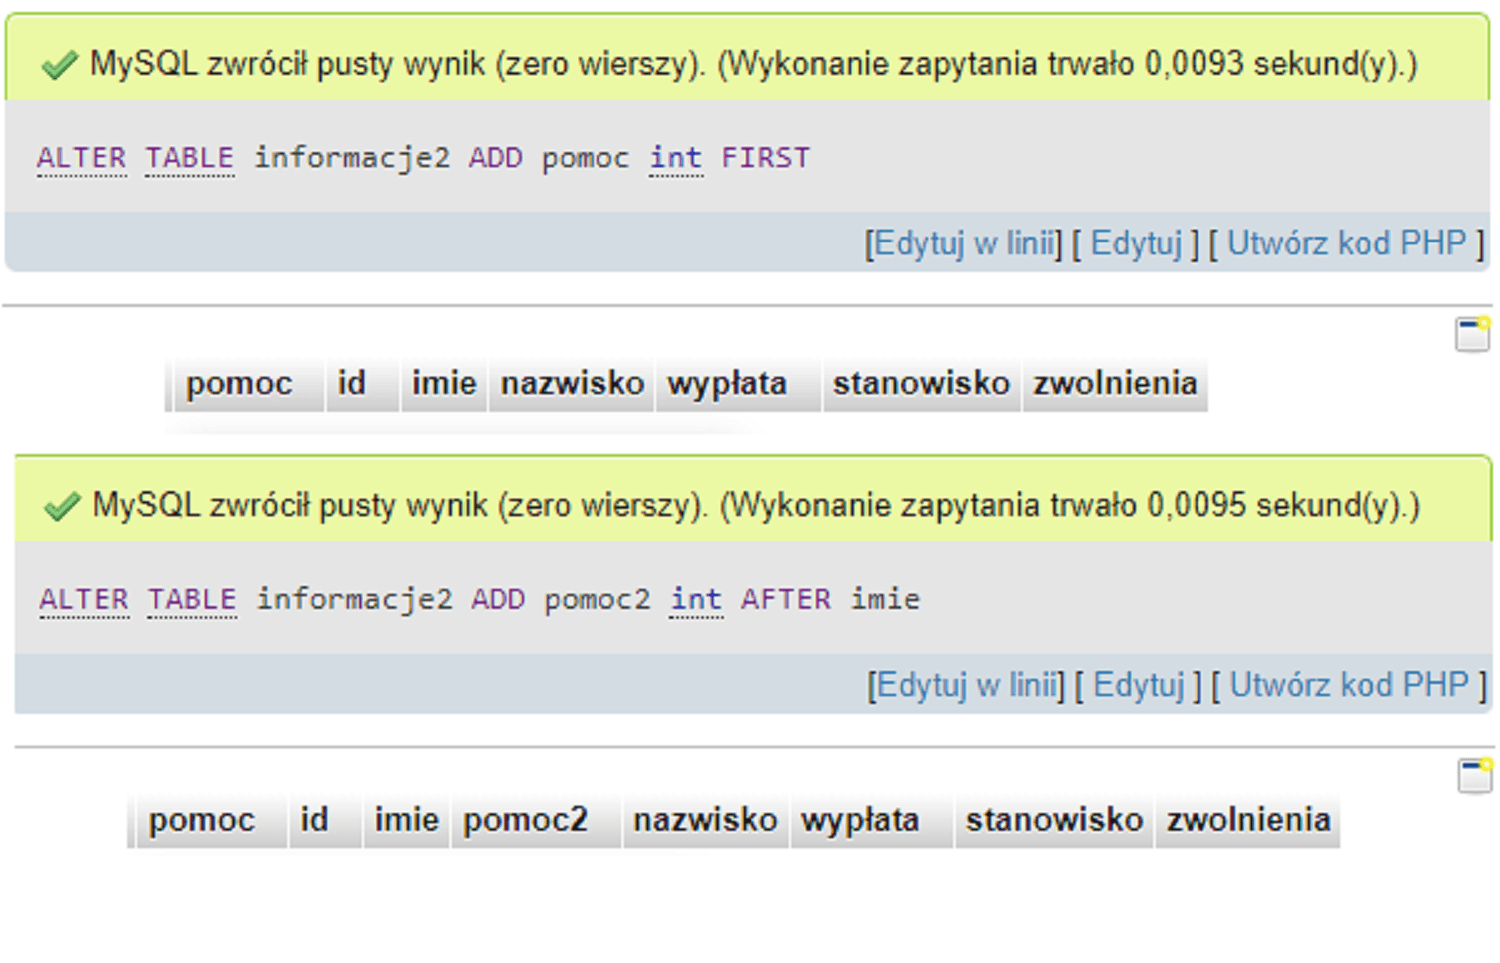 MySQL zwrócił pusty wynik (zero wierszy). (Wykonanie zapytania trwało 0,0093 sekund(y).)
ALTER TABLE informacje2 ADD pomoc int FIRST
[Edytuj w linii] [ Edytuj ] [ Utwórz kod PHP ]
pomoc id imie nazwisko wypłata stanowisko zwolnienia
MySQL zwrócił pusty wynik (zero wierszy). (Wykonanie zapytania trwało 0,0095 sekund(y).)
ALTER TABLE informacje2 ADD pomoc2 int AFTER imie
[Edytuj w linii] [ Edytuj ] [ Utwórz kod PHP ]
pomoc id imie pomoc2 nazwisko wypłata stanowisko zwolnienia